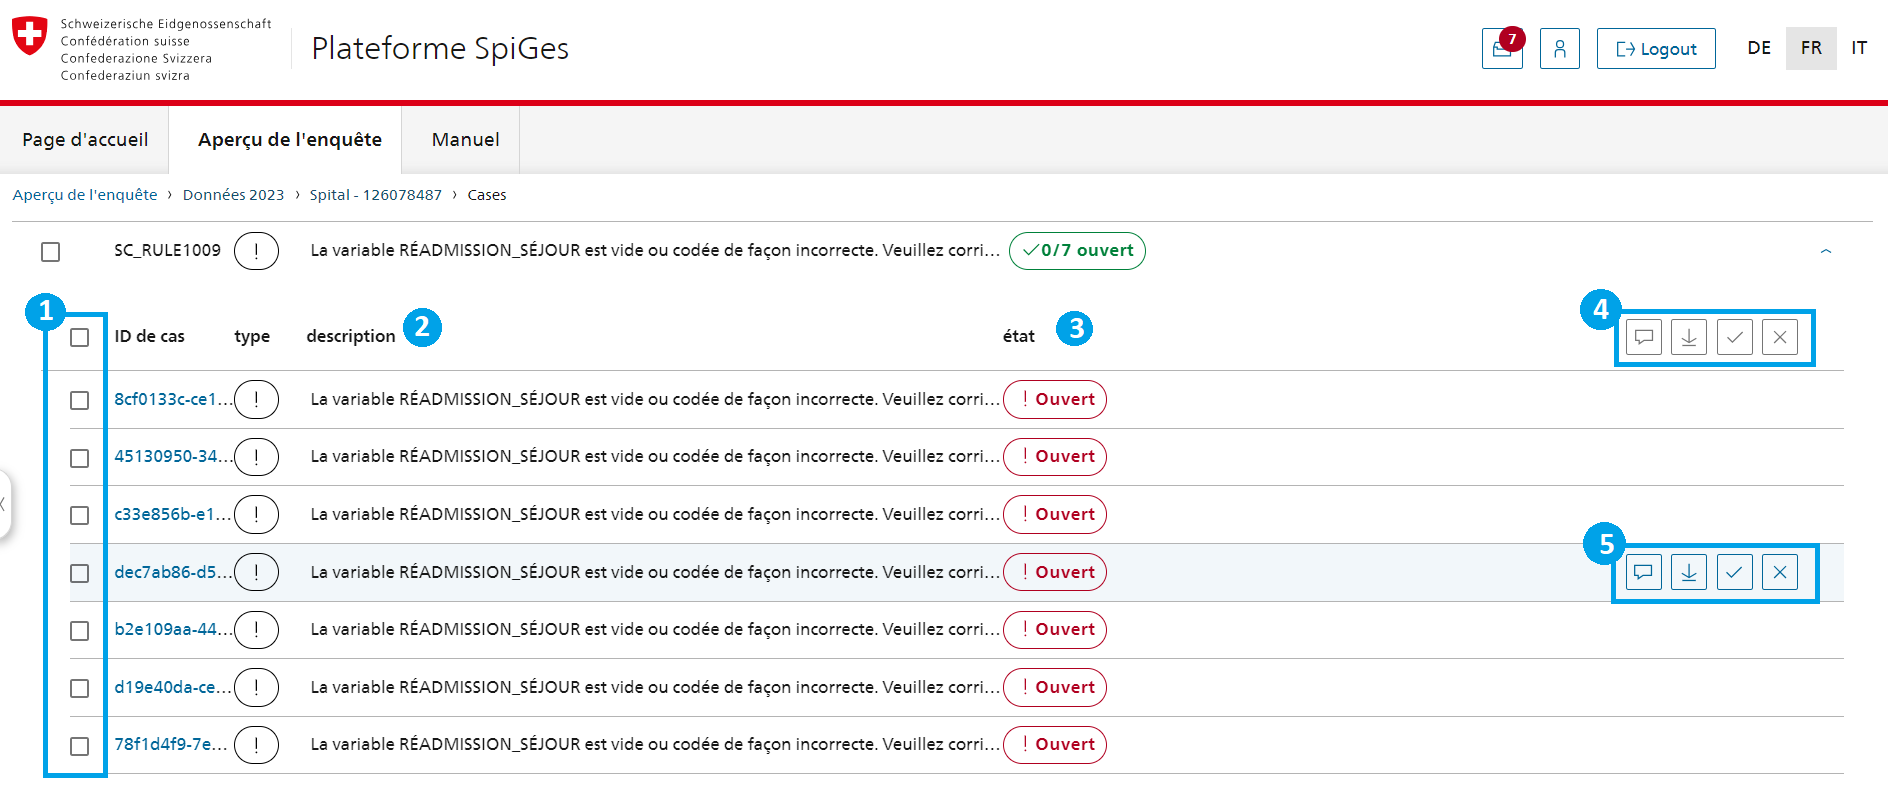 Schweizerische Eidgenossenschaft
Confédération suisse
Confederazione Svizzera
Confederaziun svizra
Plateforme SpiGes
7
Logout
DE FR IT
Page d'accueil Aperçu de l'enquête Manuel
Aperçu de l'enquête › Données 2023 › Spital - 126078487 › Cases
SC_RULE1009 ! La variable RÉADMISSION_SÉJOUR est vide ou codée de façon incorrecte. Veuillez corri... 0/7 ouvert
1 2 3 4
ID de cas type description état
8cf0133c-ce1... ! La variable RÉADMISSION_SÉJOUR est vide ou codée de façon incorrecte. Veuillez corri... ! Ouvert
45130950-34... ! La variable RÉADMISSION_SÉJOUR est vide ou codée de façon incorrecte. Veuillez corri... ! Ouvert
c33e856b-e1... ! La variable RÉADMISSION_SÉJOUR est vide ou codée de façon incorrecte. Veuillez corri... ! Ouvert
5
dec7ab86-d5... ! La variable RÉADMISSION_SÉJOUR est vide ou codée de façon incorrecte. Veuillez corri... ! Ouvert
b2e109aa-44... ! La variable RÉADMISSION_SÉJOUR est vide ou codée de façon incorrecte. Veuillez corri... ! Ouvert
d19e40da-ce... ! La variable RÉADMISSION_SÉJOUR est vide ou codée de façon incorrecte. Veuillez corri... ! Ouvert
78f1d4f9-7e... ! La variable RÉADMISSION_SÉJOUR est vide ou codée de façon incorrecte. Veuillez corri... ! Ouvert